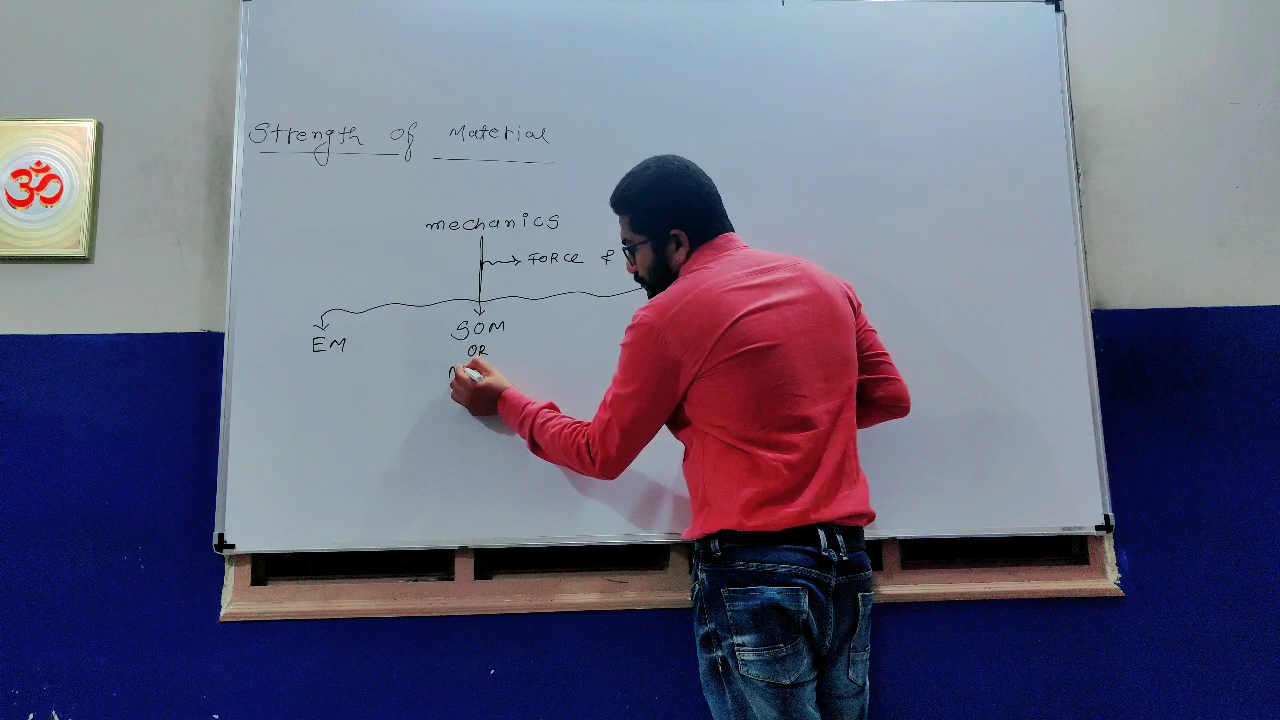 ॐ
Strength of Material
mechanics
FORCE &
EM
SOM
OR